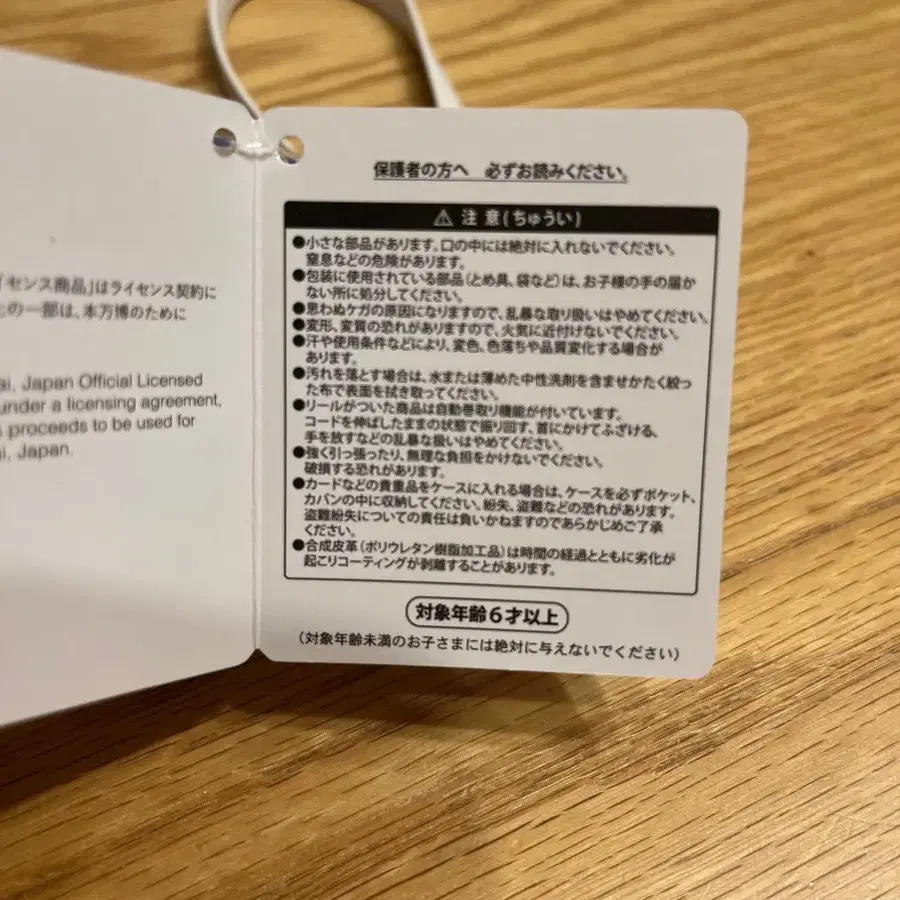 イセンス商品」はライセンス契約に
の一部は、本万博のために
ai, Japan Official Licensed
under a licensing agreement,
s proceeds to be used for
ai, Japan.
保護者の方へ 必ずお読みください。
⚠ 注意(ちゅうい)
●小さな部品があります。口の中には絶対に入れないでください。
窒息などの危険があります。
●包装に使用されている部品(とめ具、袋など)は、お子様の手の届か
ない所に処分してください。
●思わぬケガの原因になりますので、乱暴な取り扱いはやめてください。
●変形、変質の恐れがありますので、火気に近付けないでください。
●汗や使用条件などにより、変色、色落ちや品質変化する場合が
あります。
●汚れを落とす場合は、水または薄めた中性洗剤を含ませかたく絞っ
た布で表面を拭き取ってください。
●リールがついた商品は自動巻取り機能が付いています。
コードを伸ばしたままの状態で振り回す、首にかけてふざける、
手を放すなどの乱暴な扱いはやめてください。
●強く引っ張ったり、無理な負担をかけないでください。
破損する恐れがあります。
●カードなどの貴重品をケースに入れる場合は、ケースを必ずポケット、
カバンの中に収納してください。紛失、盗難などの恐れがあります。
盗難紛失についての責任は負いかねますのであらかじめご了承
ください。
●合成皮革(ポリウレタン樹脂加工品)は時間の経過とともに劣化が
起こりコーティングが剥離することがあります。
対象年齢6才以上
(対象年齢未満のお子さまには絶対に与えないでください)